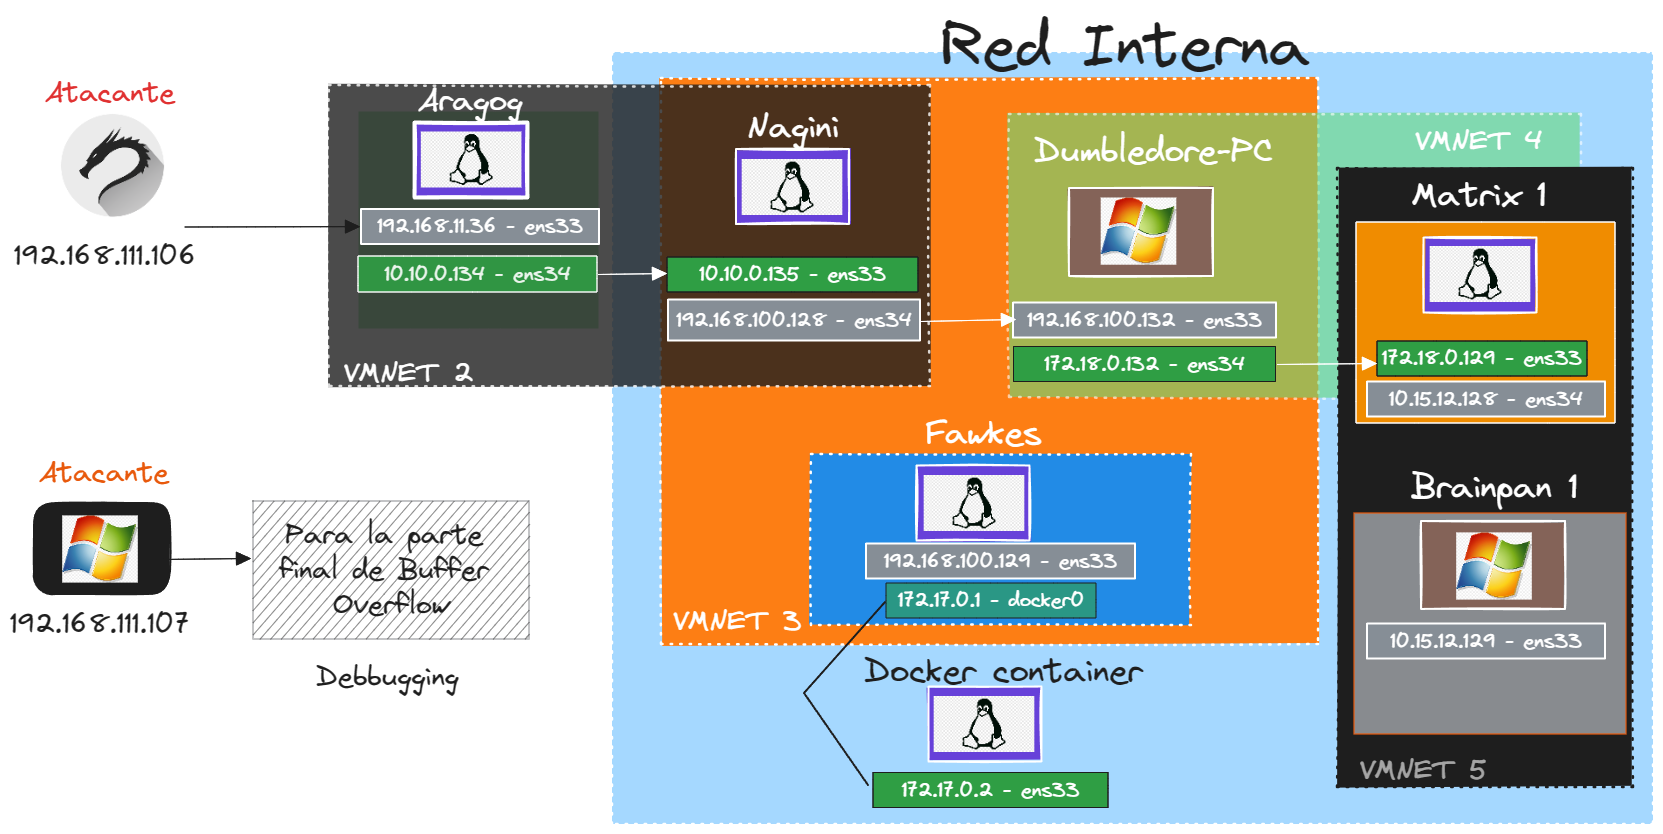 Red Interna
Atacante
192.168.111.106
Aragog
192.168.11.36 - ens33
10.10.0.134 - ens34
VMNET 2
Nagini
10.10.0.135 - ens33
192.168.100.128 - ens34
Dumbledore-PC
192.168.100.132 - ens33
172.18.0.132 - ens34
VMNET 4
Matrix 1
172.18.0.129 - ens33
10.15.12.128 - ens34
Atacante
192.168.111.107
Para la parte
final de Buffer
Overflow
Debbugging
Fawkes
192.168.100.129 - ens33
172.17.0.1 - docker0
VMNET 3
Docker container
172.17.0.2 - ens33
Brainpan 1
10.15.12.129 - ens33
VMNET 5